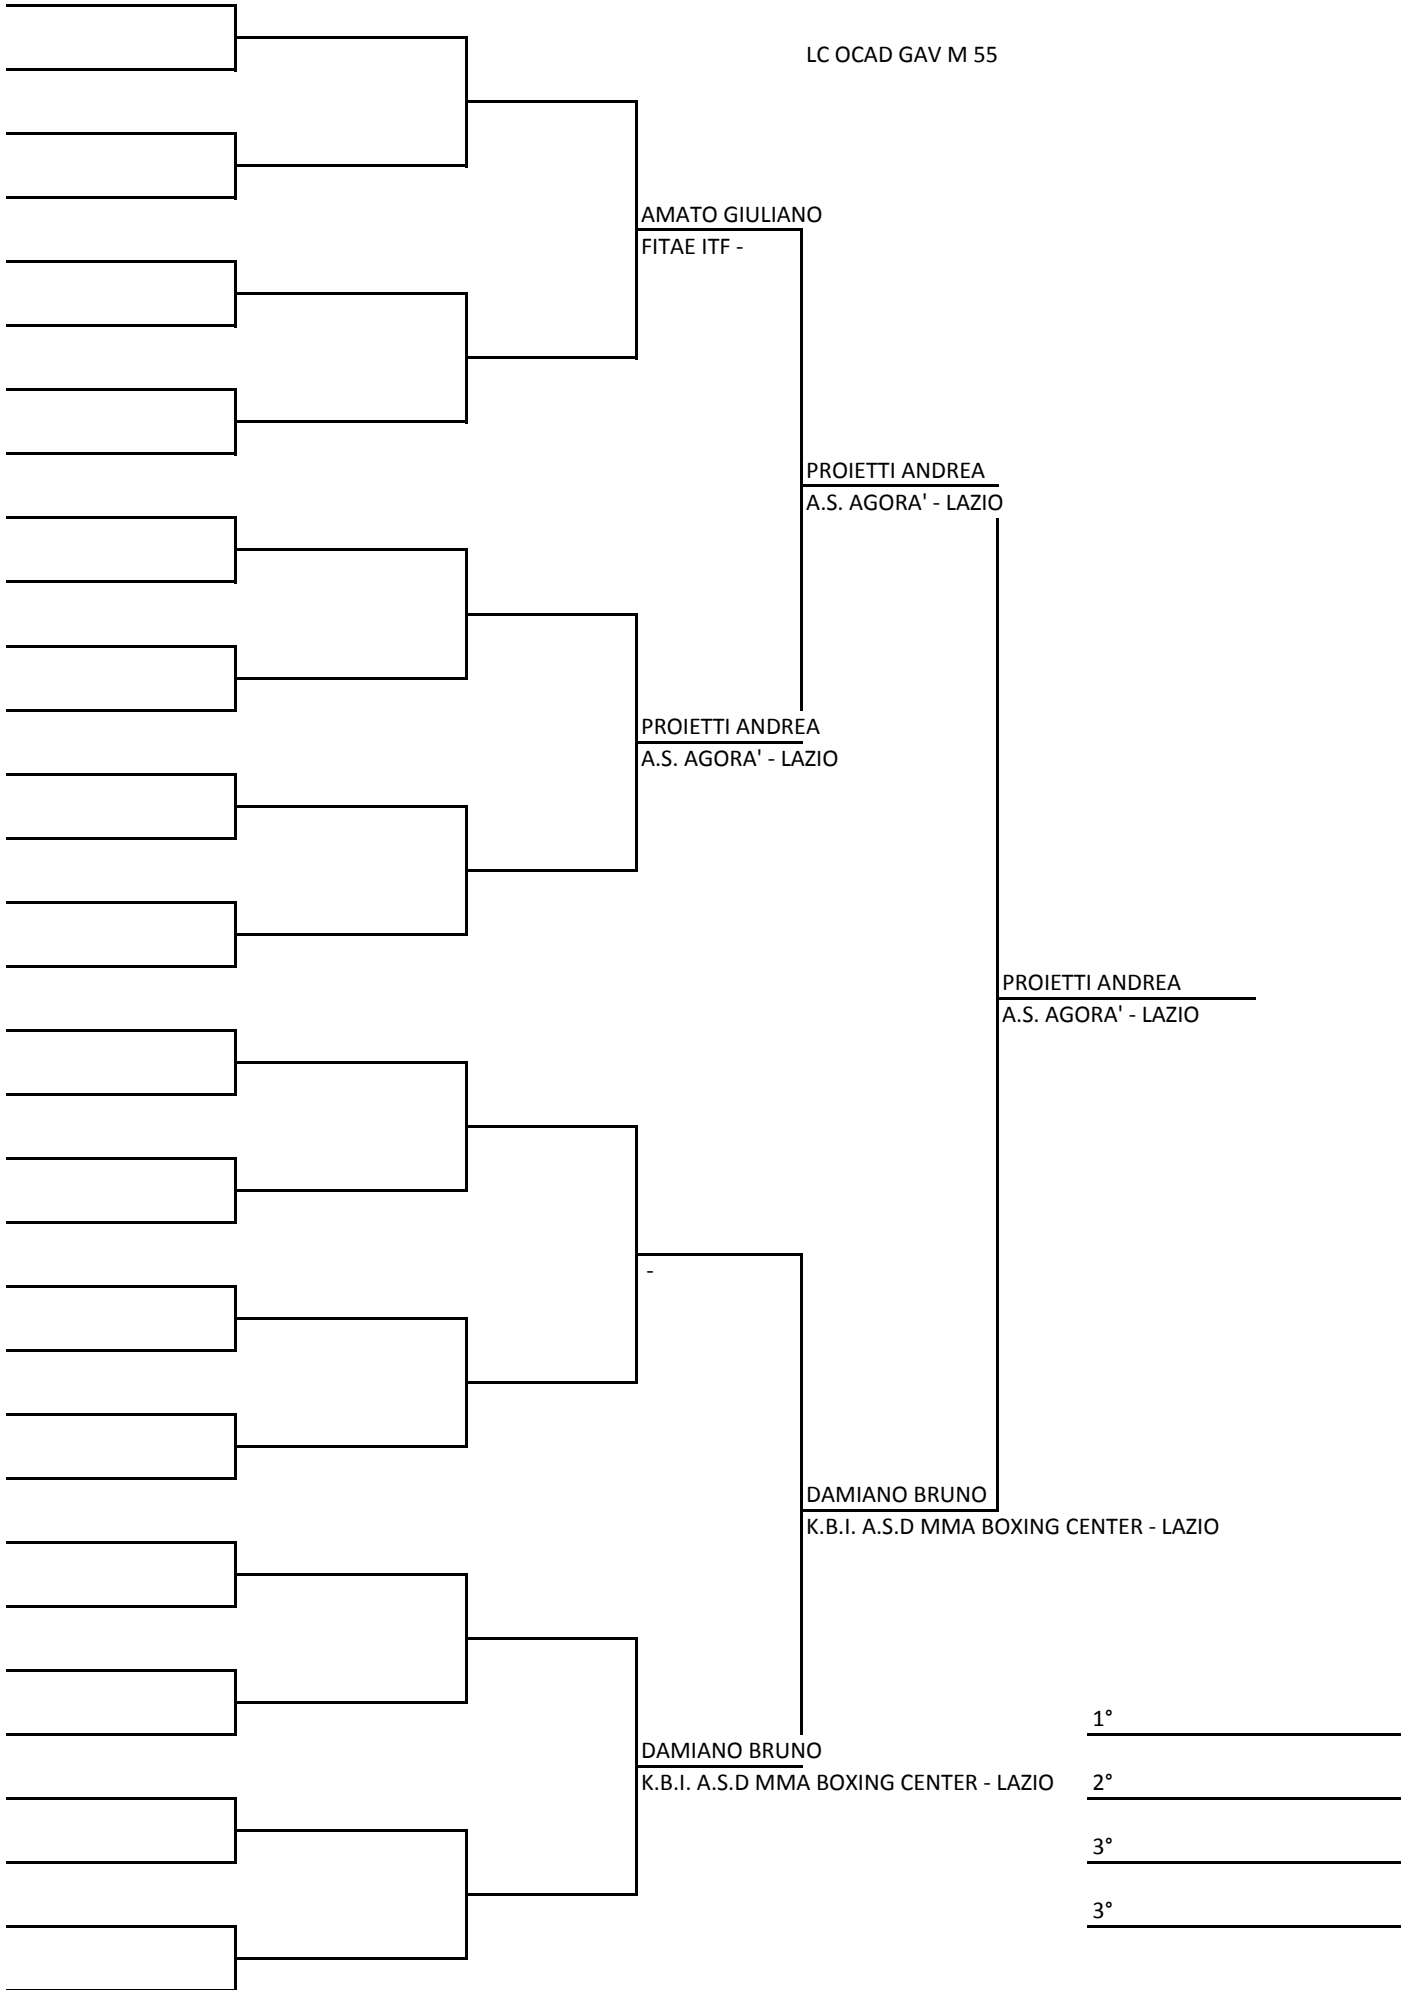 LC OCAD GAV M 55
AMATO GIULIANO
FITAE ITF -
PROIETTI ANDREA
A.S. AGORA' - LAZIO
PROIETTI ANDREA
A.S. AGORA' - LAZIO
PROIETTI ANDREA
A.S. AGORA' - LAZIO
-
DAMIANO BRUNO
K.B.I. A.S.D MMA BOXING CENTER - LAZIO
1°
DAMIANO BRUNO
K.B.I. A.S.D MMA BOXING CENTER - LAZIO
2°
3°
3°